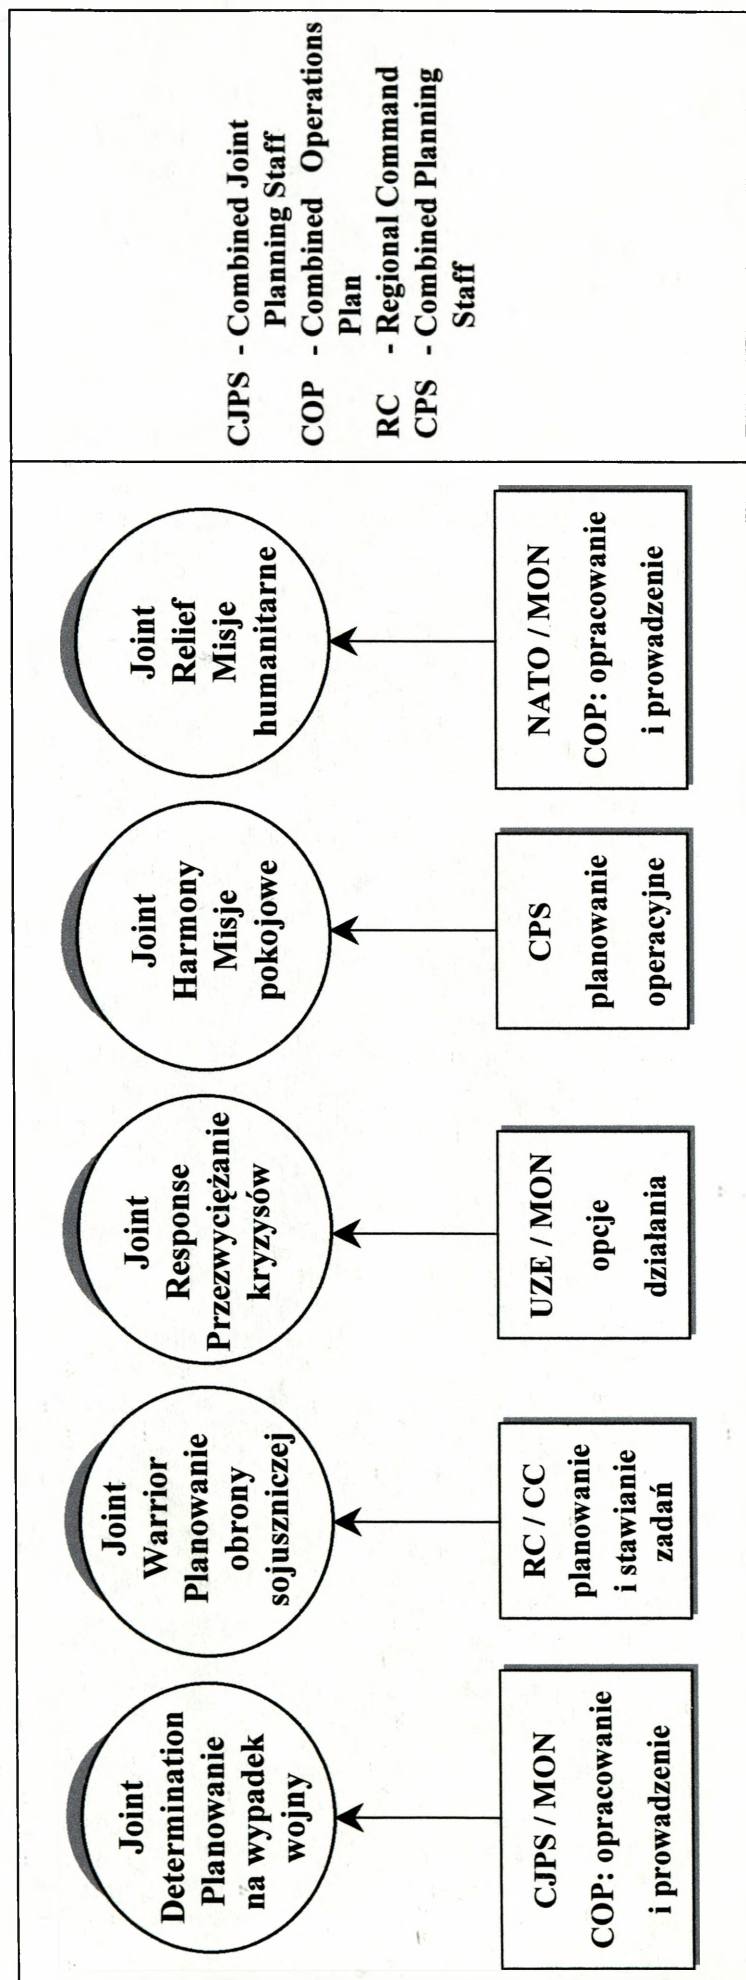 Joint
Determination
Planowanie
na wypadek
wojny
Joint
Warrior
Planowanie
obrony
sojuszniczej
Joint
Response
Przezwyciężanie
kryzysów
Joint
Harmony
Misje
pokojowe
Joint
Relief
Misje
humanitarne
CJPS / MON
COP: opracowanie
i prowadzenie
RC / CC
planowanie
i stawianie
zadań
UZE / MON
opcje
działania
CPS
planowanie
operacyjne
NATO / MON
COP: opracowanie
i prowadzenie
CJPS - Combined Joint
Planning Staff
COP - Combined Operations
Plan
RC - Regional Command
CPS - Combined Planning
Staff